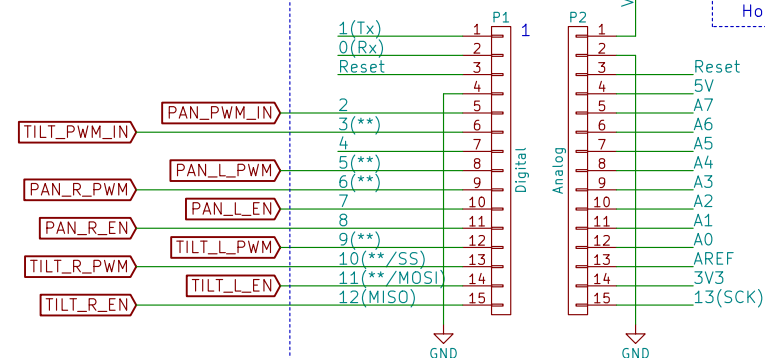 V
Ho
P1
P2
1(Tx) 1 1 1
0(Rx) 2 2
Reset 3 3 Reset
4 4 5V
PAN_PWM_IN 2 5 5 A7
TILT_PWM_IN 3(**) 6 6 A6
4 7 7 A5
PAN_L_PWM 5(**) 8 8 A4
PAN_R_PWM 6(**) 9 9 A3
PAN_L_EN 7 10 10 A2
PAN_R_EN 8 11 11 A1
TILT_L_PWM 9(**) 12 12 A0
TILT_R_PWM 10(**/SS) 13 13 AREF
TILT_L_EN 11(**/MOSI) 14 14 3V3
TILT_R_EN 12(MISO) 15 15 13(SCK)
Digital
Analog
GND
GND